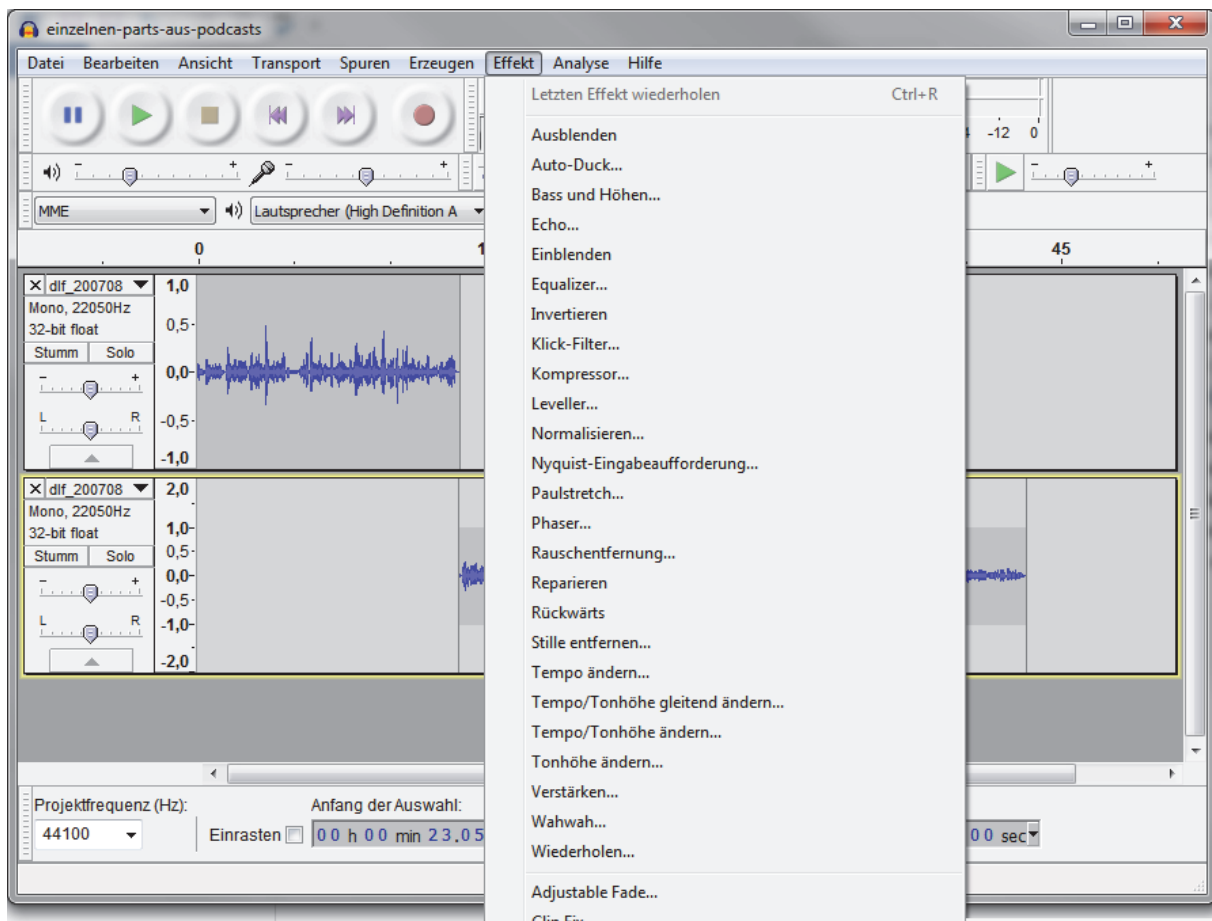 einzelnen-parts-aus-podcasts
Datei Bearbeiten Ansicht Transport Spuren Erzeugen Effekt Analyse Hilfe
Letzten Effekt wiederholen Ctrl+R
Ausblenden
Auto-Duck...
Bass und Höhen...
Echo...
Einblenden
Equalizer...
Invertieren
Klick-Filter...
Kompressor...
Leveller...
Normalisieren...
Nyquist-Eingabeaufforderung...
Paulstretch...
Phaser...
Rauschentfernung...
Reparieren
Rückwärts
Stille entfernen...
Tempo ändern...
Tempo/Tonhöhe gleitend ändern...
Tempo/Tonhöhe ändern...
Tonhöhe ändern...
Verstärken...
Wahwah...
Wiederholen...
Adjustable Fade...
-12 0
- + - + - +
MME Lautsprecher (High Definition A
0 45
dlf_200708 1,0
Mono, 22050Hz
32-bit float 0,5
Stumm Solo
- + 0,0
L R -0,5
-1,0
dlf_200708 2,0
Mono, 22050Hz
32-bit float 1,0
Stumm Solo 0,5
- + 0,0
-0,5
L R -1,0
-2,0
Projektfrequenz (Hz): Anfang der Auswahl:
44100 Einrasten 00 h 00 min 23.05 00 sec